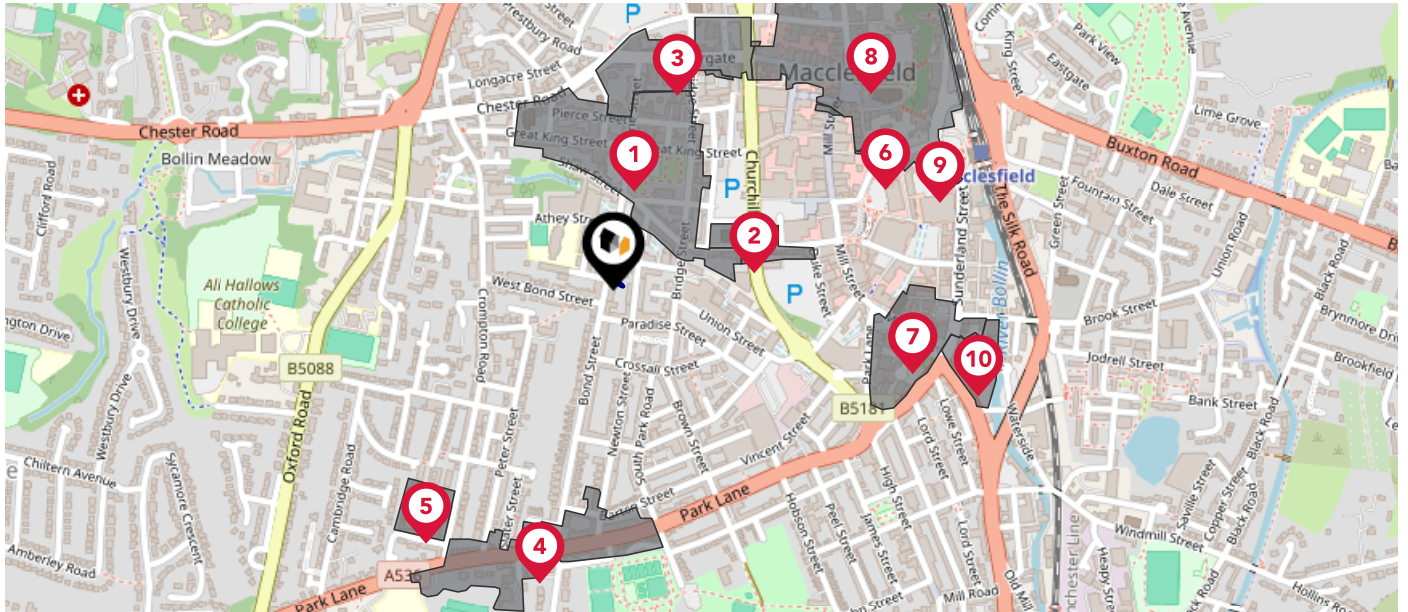 P
Prestbury Road
Longacre Street
Chester Road
Chester Road
Bollin Meadow
Pierce Street
Great King Street
Shaw Street
Athey
Clifford Road
3
8
Macclesfield
1
6
9
2
P
P
Churchill
Mill Street
Mill Street
Bridge Street
Duke Street
Sunderland Street
The Silk Road
River Bollin
King Street
Park View
Eastgate
Lime Grove
Buxton Road
Fountain Street
Dale Street
Green Street
Union Road
Black Road
Brook Street
Brynmore
Brookfield
Jodrell Street
Bank Street
Westbury Drive
Ali Hallows
Catholic
College
B5088
Oxford Road
West Bond Street
Crompton Road
Paradise Street
Union Street
Crossall Street
Bond Street
Newton Street
South Park Road
Brown Street
Peter Street
Park Lane
7
10
B5181
Lowe Street
Lord Street
Waterside
Vincent Street
Park Lane
High Street
Hobson Street
Peel Street
James Street
Lord Street
Black Road
Copper Street
Saville Street
Black Road
Windmill Street
Heapy Street
Old Mill
Mill Road
Chiltern Avenue
Westbury Drive
Sycamore Crescent
Cambridge Road
Amberley Road
5
4
Park Lane